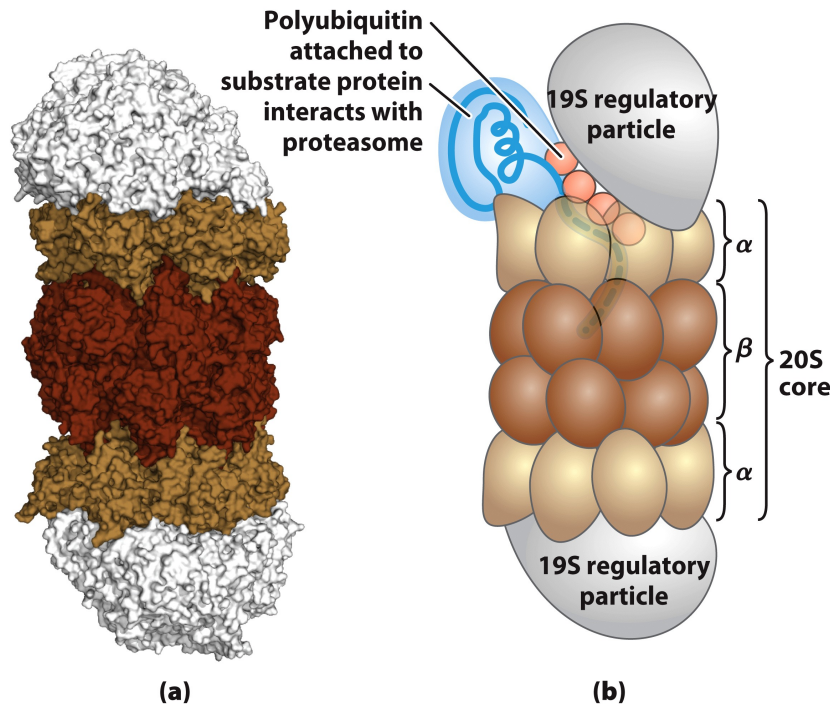 Polyubiquitin
attached to
substrate protein
interacts with
proteasome
19S regulatory
particle
α
β
20S
core
α
19S regulatory
particle
(a)
(b)